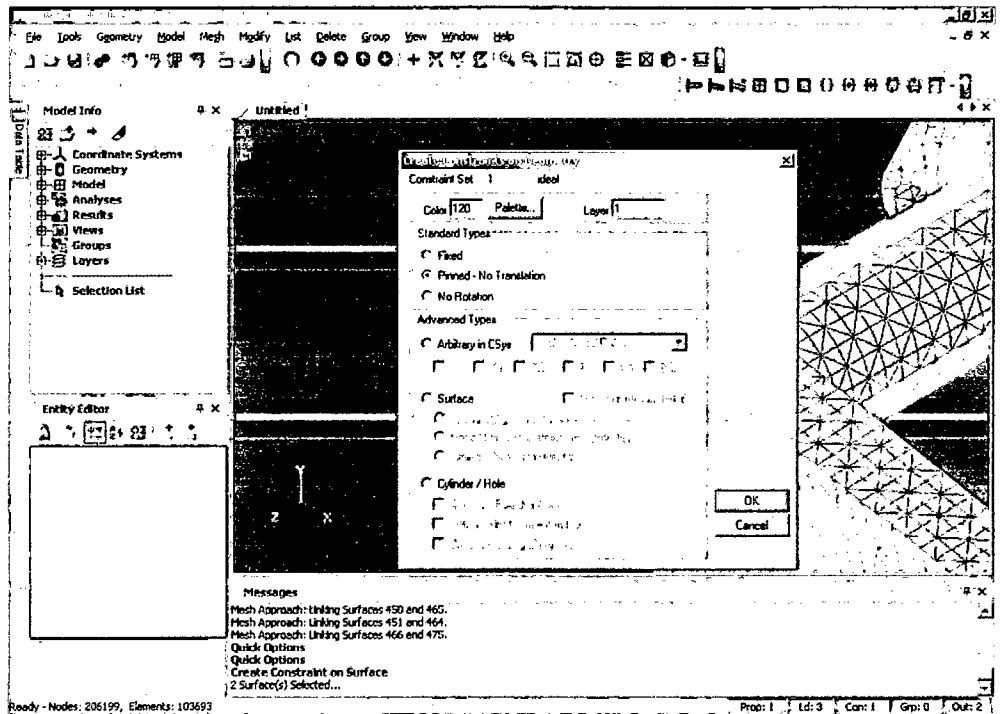 File Tools Geometry Model Mesh Modify List Delete Group View Window Help
Model Info
Untitled
Data Table
Coordinate Systems
Geometry
Model
Analyses
Results
Views
Groups
Layers
Selection List
Constraint Set 1 ideal
Color 120 Palette... Layer 1
Standard Types
Fixed
Pinned - No Translation
No Rotation
Advanced Types
Arbitrary in CSys
Surface
Cylinder / Hole
OK
Cancel
Entity Editor
Y
Z X
Messages
Mesh Approach: Linking Surfaces 450 and 465.
Mesh Approach: Linking Surfaces 451 and 464.
Mesh Approach: Linking Surfaces 466 and 475.
Quick Options
Quick Options
Create Constraint on Surface
2 Surface(s) Selected...
Ready - Nodes: 206199, Elements: 103693 Prop: 1 Ld: 3 Con: 1 Grp: 0 Out: 2